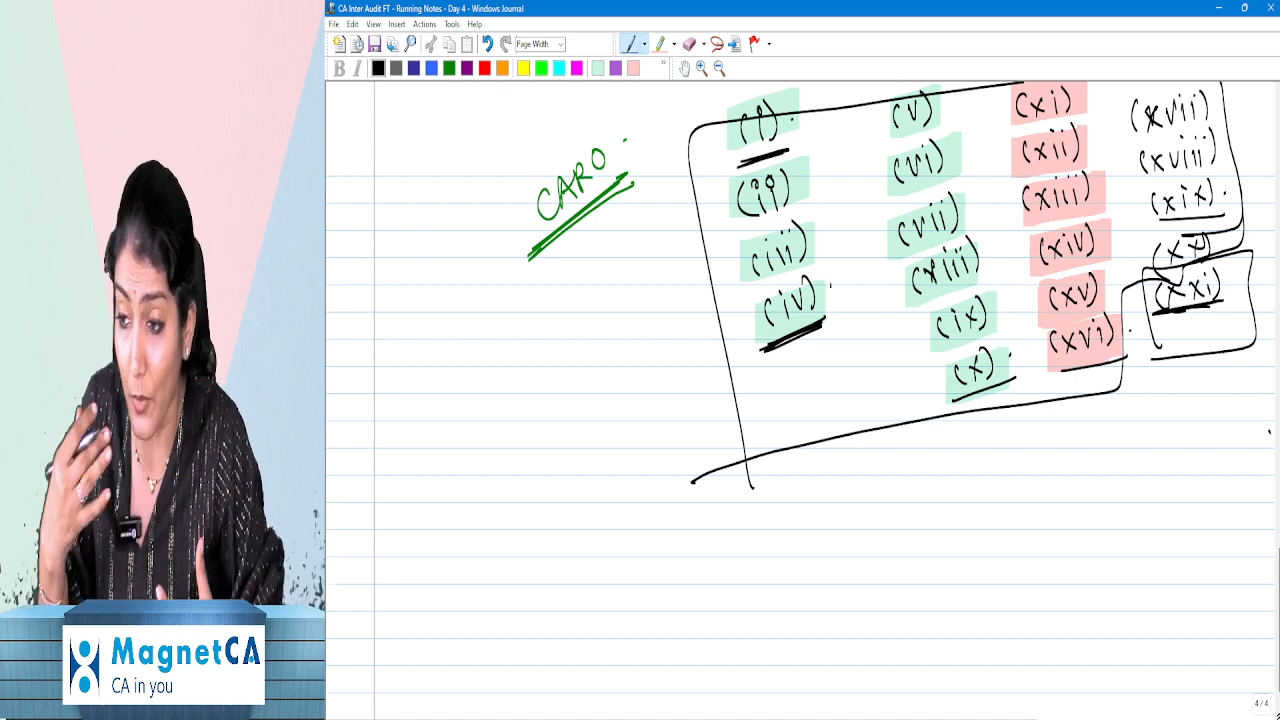 CA Inter Audit FT - Running Notes - Day 4 - Windows Journal
File Edit View Insert Actions Tools Help
Page Width
B I
CARO.
(i).
(ii)
(iii)
(iv).
(v)
(vi)
(vii)
(viii)
(ix)
(x).
(xi)
(xii)
(xiii)
(xiv)
(xv)
(xvi).
(xvii)
(xviii)
(xix).
(xx)
(xxi)
4/4
MagnetCA
CA in you